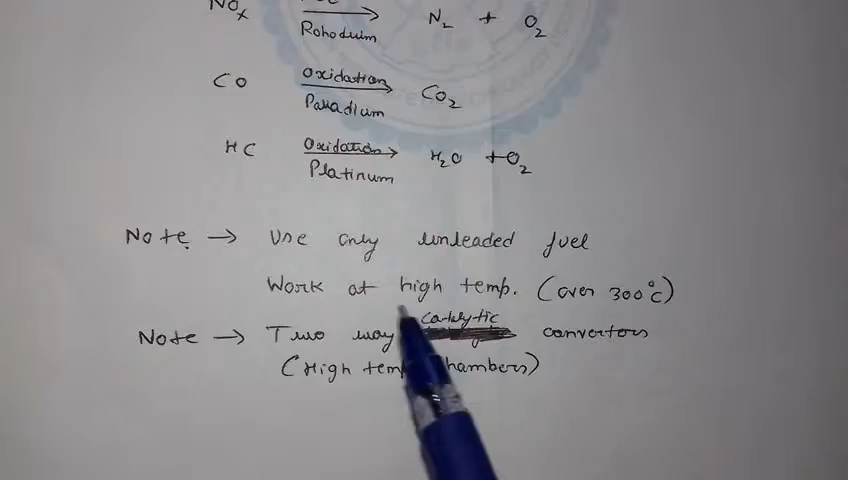 NOx → N2 + O2
Rohodium
CO Oxidation → CO2
Palladium
HC Oxidation → H2O + O2
Platinum
Note → Use only unleaded fuel
Work at high temp. (over 300°C)
Note → Two way catalytic convertors
(High temp chambers)